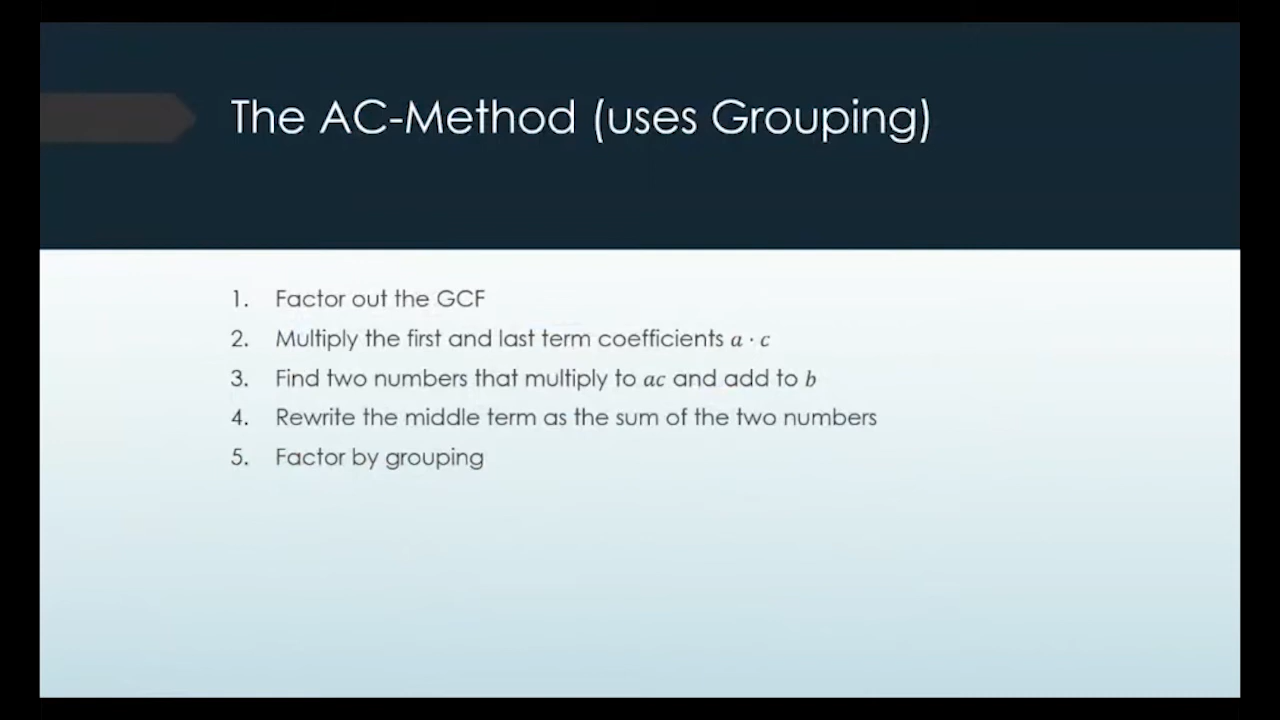 The AC-Method (uses Grouping)
1. Factor out the GCF
2. Multiply the first and last term coefficients a · c
3. Find two numbers that multiply to ac and add to b
4. Rewrite the middle term as the sum of the two numbers
5. Factor by grouping